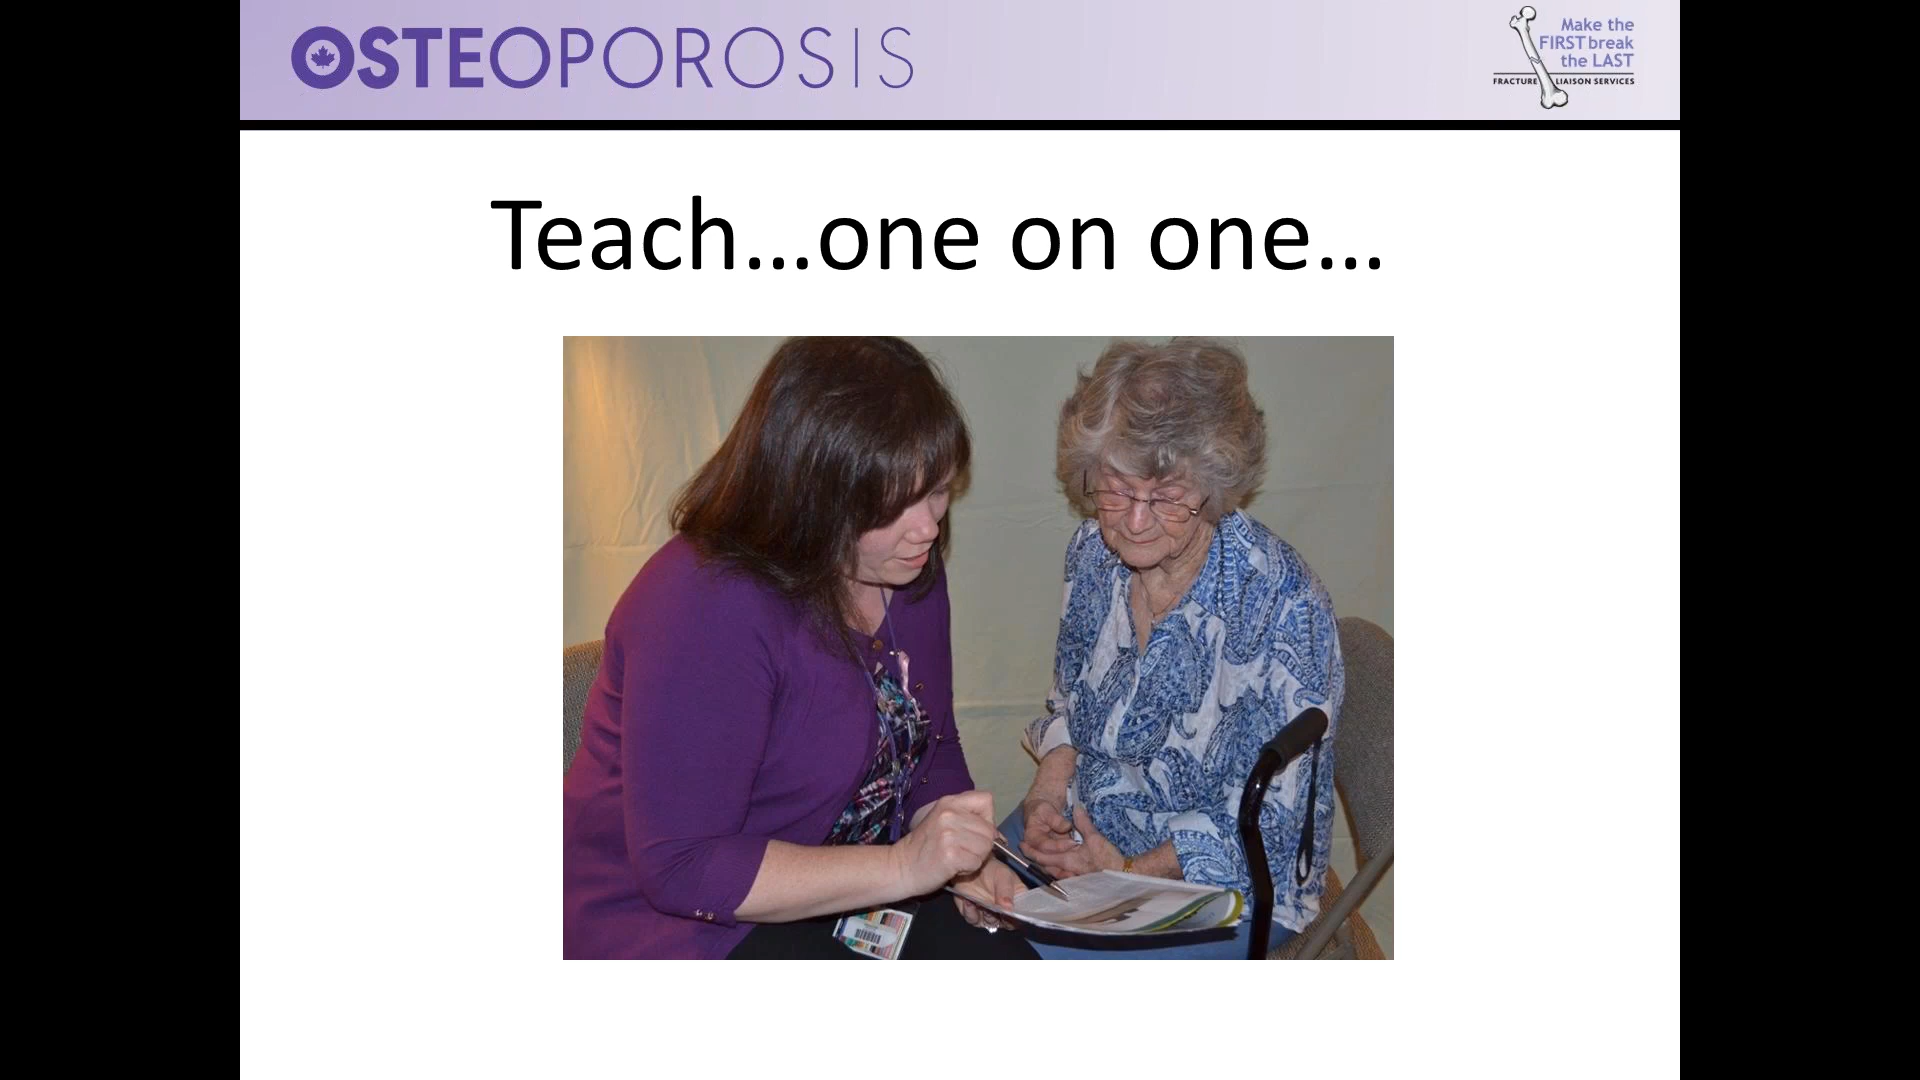 OSTEOPOROSIS
Make the
FIRST break
the LAST
FRACTURE LIAISON SERVICES
Teach...one on one...